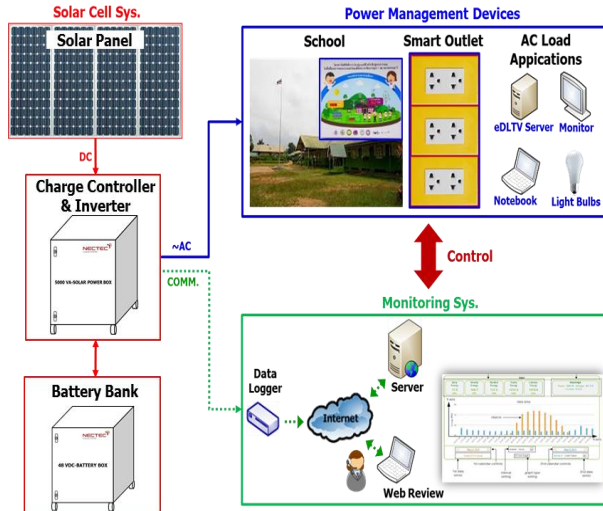 Solar Cell Sys.
Solar Panel
DC
Charge Controller
& Inverter
NECTEC
5000 VA-SOLAR POWER BOX
~AC
COMM.
Battery Bank
NECTEC
48 VDC-BATTERY BOX
Power Management Devices
School
Smart Outlet
AC Load
Appications
eDLTV Server
Monitor
Notebook
Light Bulbs
Control
Monitoring Sys.
Data
Logger
Internet
Server
Web Review